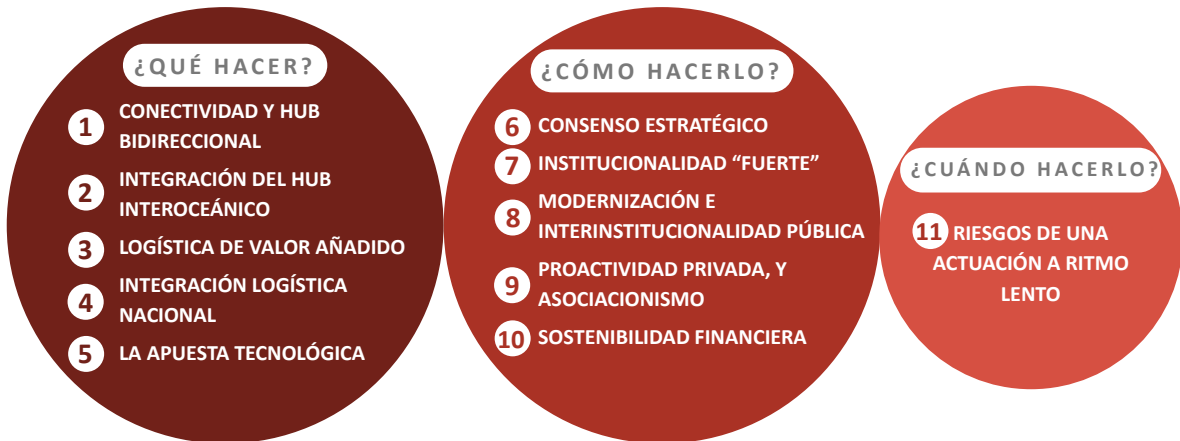 ¿QUÉ HACER?
1 CONECTIVIDAD Y HUB
BIDIRECCIONAL
2 INTEGRACIÓN DEL HUB
INTEROCEÁNICO
3 LOGÍSTICA DE VALOR AÑADIDO
4 INTEGRACIÓN LOGÍSTICA
NACIONAL
5 LA APUESTA TECNOLÓGICA
¿CÓMO HACERLO?
6 CONSENSO ESTRATÉGICO
7 INSTITUCIONALIDAD “FUERTE”
8 MODERNIZACIÓN E
INTERINSTITUCIONALIDAD PÚBLICA
9 PROACTIVIDAD PRIVADA, Y
ASOCIACIONISMO
10 SOSTENIBILIDAD FINANCIERA
¿CUÁNDO HACERLO?
11 RIESGOS DE UNA
ACTUACIÓN A RITMO
LENTO